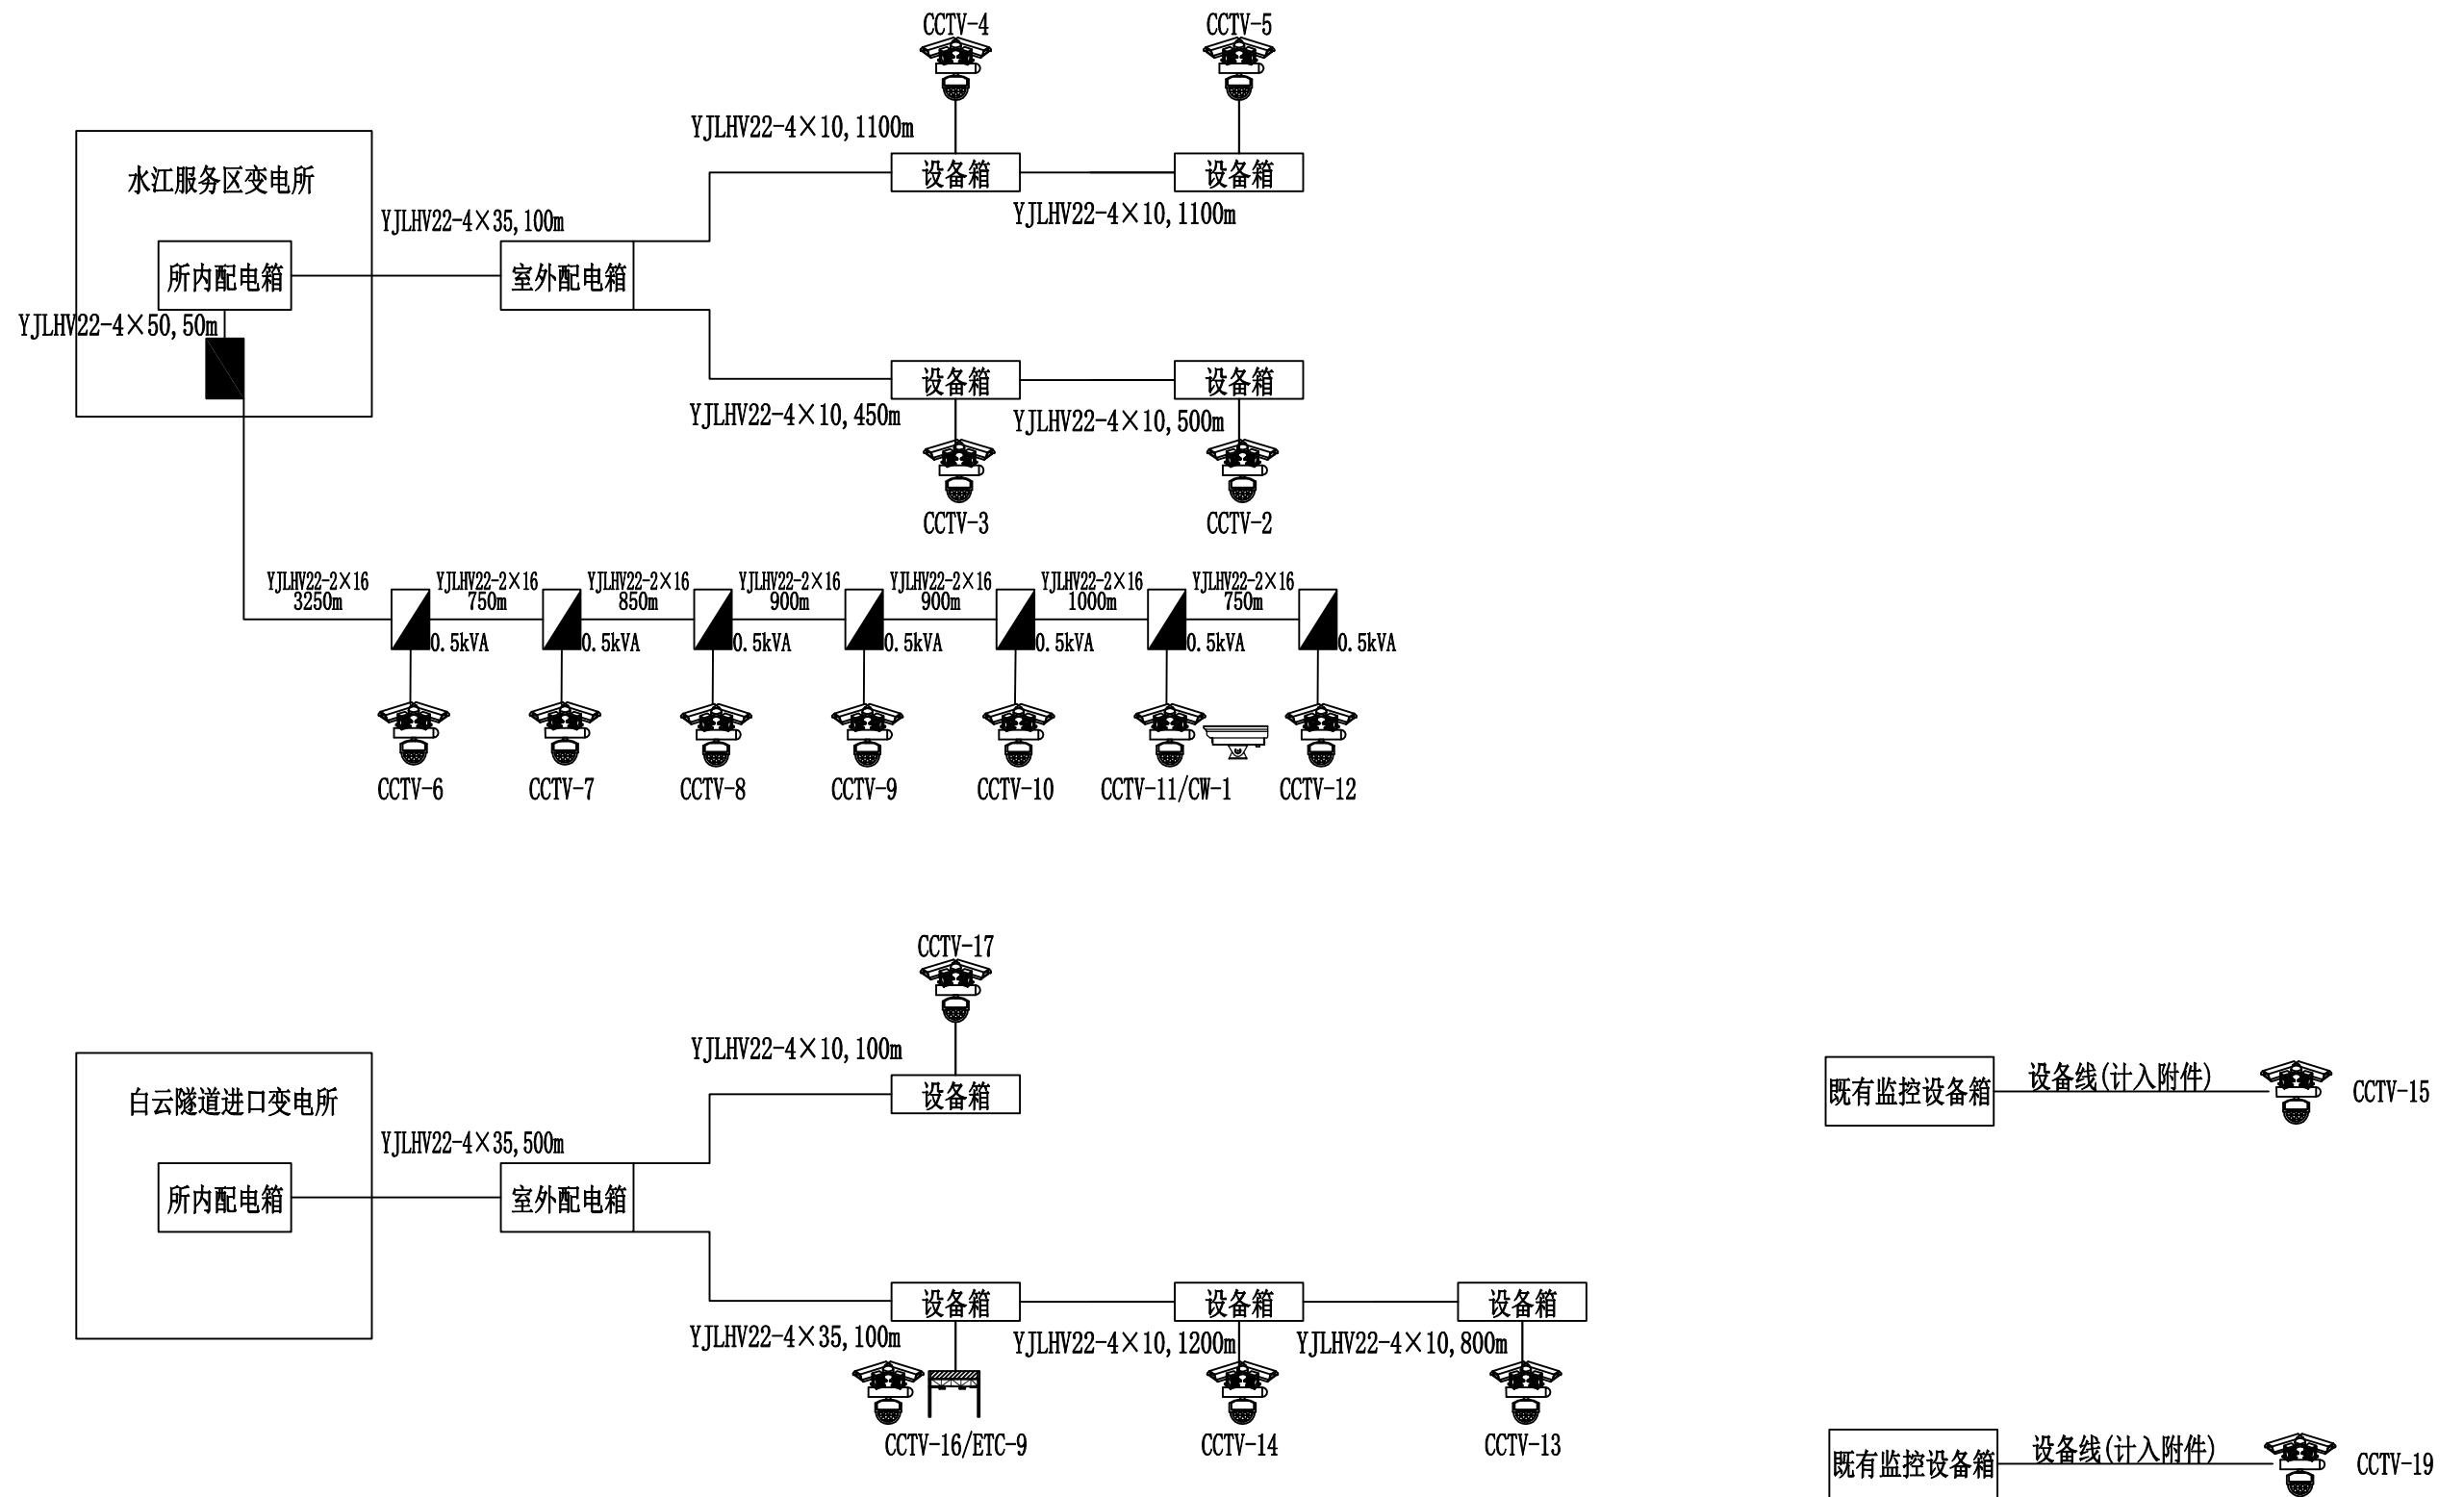 CCTV-4
CCTV-5
YJLHV22-4×10,1100m
水江服务区变电所
设备箱
设备箱
YJLHV22-4×35,100m
YJLHV22-4×10,1100m
所内配电箱
室外配电箱
YJLHV22-4×50,50m
设备箱
设备箱
YJLHV22-4×10,450m
YJLHV22-4×10,500m
CCTV-3
CCTV-2
YJLHV22-2×16
3250m
YJLHV22-2×16
750m
YJLHV22-2×16
850m
YJLHV22-2×16
900m
YJLHV22-2×16
900m
YJLHV22-2×16
1000m
YJLHV22-2×16
750m
0.5kVA
0.5kVA
0.5kVA
0.5kVA
0.5kVA
0.5kVA
0.5kVA
CCTV-6
CCTV-7
CCTV-8
CCTV-9
CCTV-10
CCTV-11/CW-1
CCTV-12
CCTV-17
YJLHV22-4×10,100m
白云隧道进口变电所
设备箱
既有监控设备箱
设备线(计入附件)
CCTV-15
YJLHV22-4×35,500m
所内配电箱
室外配电箱
设备箱
设备箱
设备箱
YJLHV22-4×35,100m
YJLHV22-4×10,1200m
YJLHV22-4×10,800m
CCTV-16/ETC-9
CCTV-14
CCTV-13
既有监控设备箱
设备线(计入附件)
CCTV-19